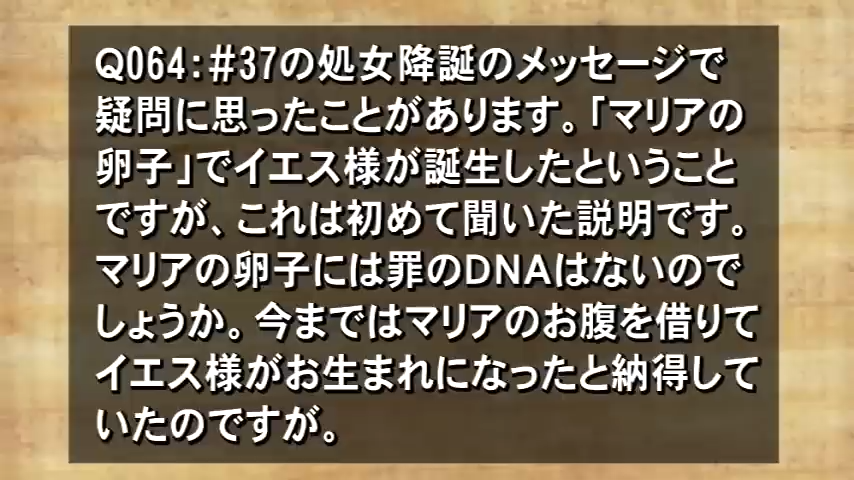 Q064：#37の処女降誕のメッセージで
疑問に思ったことがあります。「マリアの
卵子」でイエス様が誕生したということ
ですが、これは初めて聞いた説明です。
マリアの卵子には罪のDNAはないので
しょうか。今まではマリアのお腹を借りて
イエス様がお生まれになったと納得して
いたのですが。